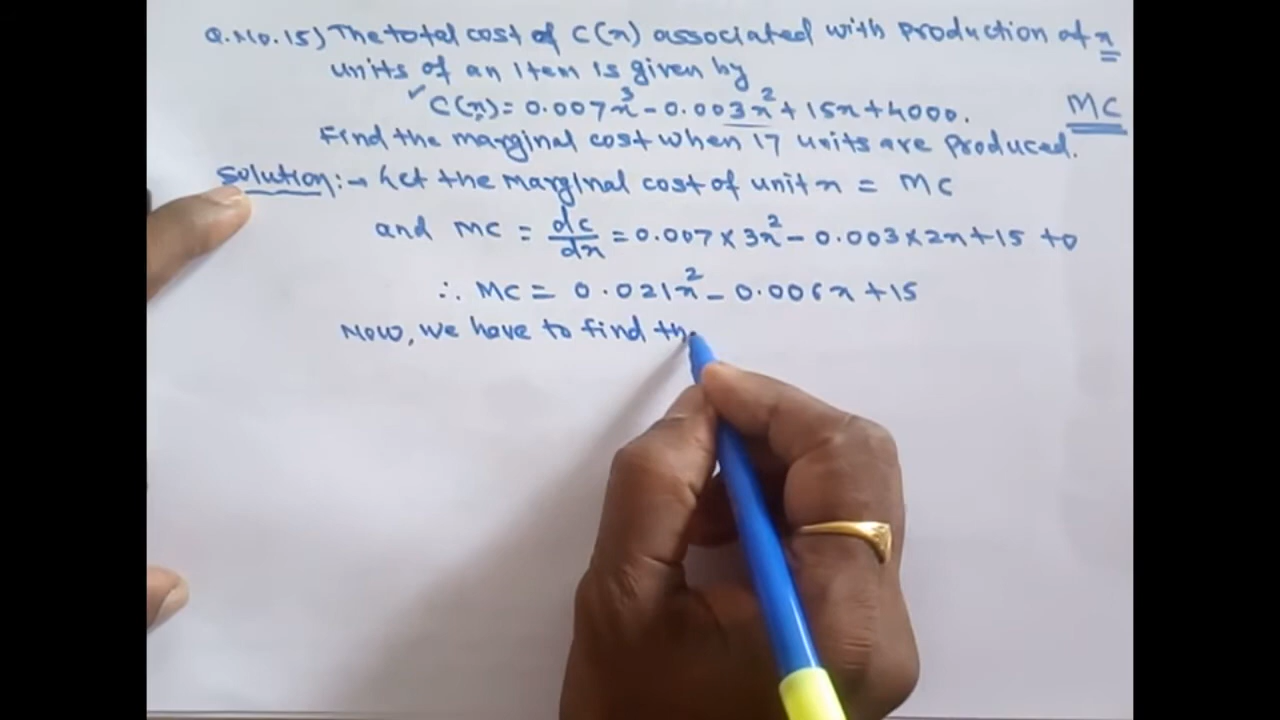 Q.No.15) The total cost of C(x) associated with production of x
units of an item is given by
✓ C(x) = 0.007x³ - 0.003x² + 15x + 4000.
MC
Find the marginal cost when 17 units are produced.
Solution:→ Let the marginal cost of unit x = MC
and MC = dc/dx = 0.007 × 3x² - 0.003 × 2x + 15 + 0
∴ MC = 0.021x² - 0.006x + 15
Now, we have to find th